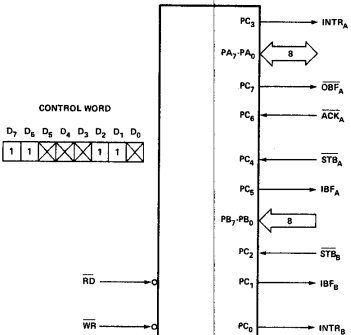 PC3 INTRA
PA7-PA0 8
PC7 OBFA
PC6 ACKA
CONTROL WORD
D7 D6 D5 D4 D3 D2 D1 D0
1 1 1 1
PC4 STBA
PC5 IBFA
PB7-PB0 8
PC2 STBB
RD PC1 IBFB
WR PC0 INTRB